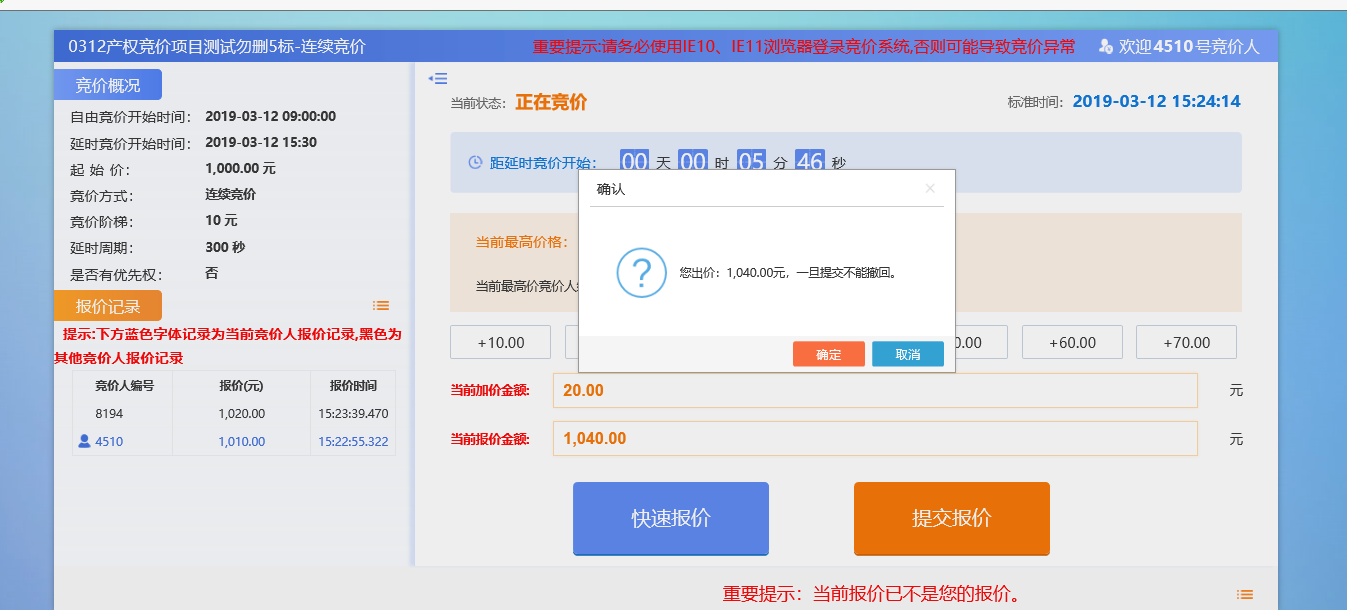 0312产权竞价项目测试勿删5标-连续竞价
重要提示:请务必使用IE10、IE11浏览器登录竞价系统,否则可能导致竞价异常
欢迎4510号竞价人
竞价概况
自由竞价开始时间: 2019-03-12 09:00:00
延时竞价开始时间: 2019-03-12 15:30
起 始 价: 1,000.00 元
竞价方式: 连续竞价
竞价阶梯: 10 元
延时周期: 300 秒
是否有优先权: 否
报价记录
提示:下方蓝色字体记录为当前竞价人报价记录,黑色为
其他竞价人报价记录
竞价人编号 报价(元) 报价时间
8194 1,020.00 15:23:39.470
4510 1,010.00 15:22:55.322
当前状态: 正在竞价
标准时间: 2019-03-12 15:24:14
距延时竞价开始: 00 天 00 时 05 分 46 秒
当前最高价格:
当前最高价竞价人
确认
您出价：1,040.00元，一旦提交不能撤回。
确定 取消
+10.00 0.00 +60.00 +70.00
当前加价金额: 20.00 元
当前报价金额: 1,040.00 元
快速报价 提交报价
重要提示：当前报价已不是您的报价。